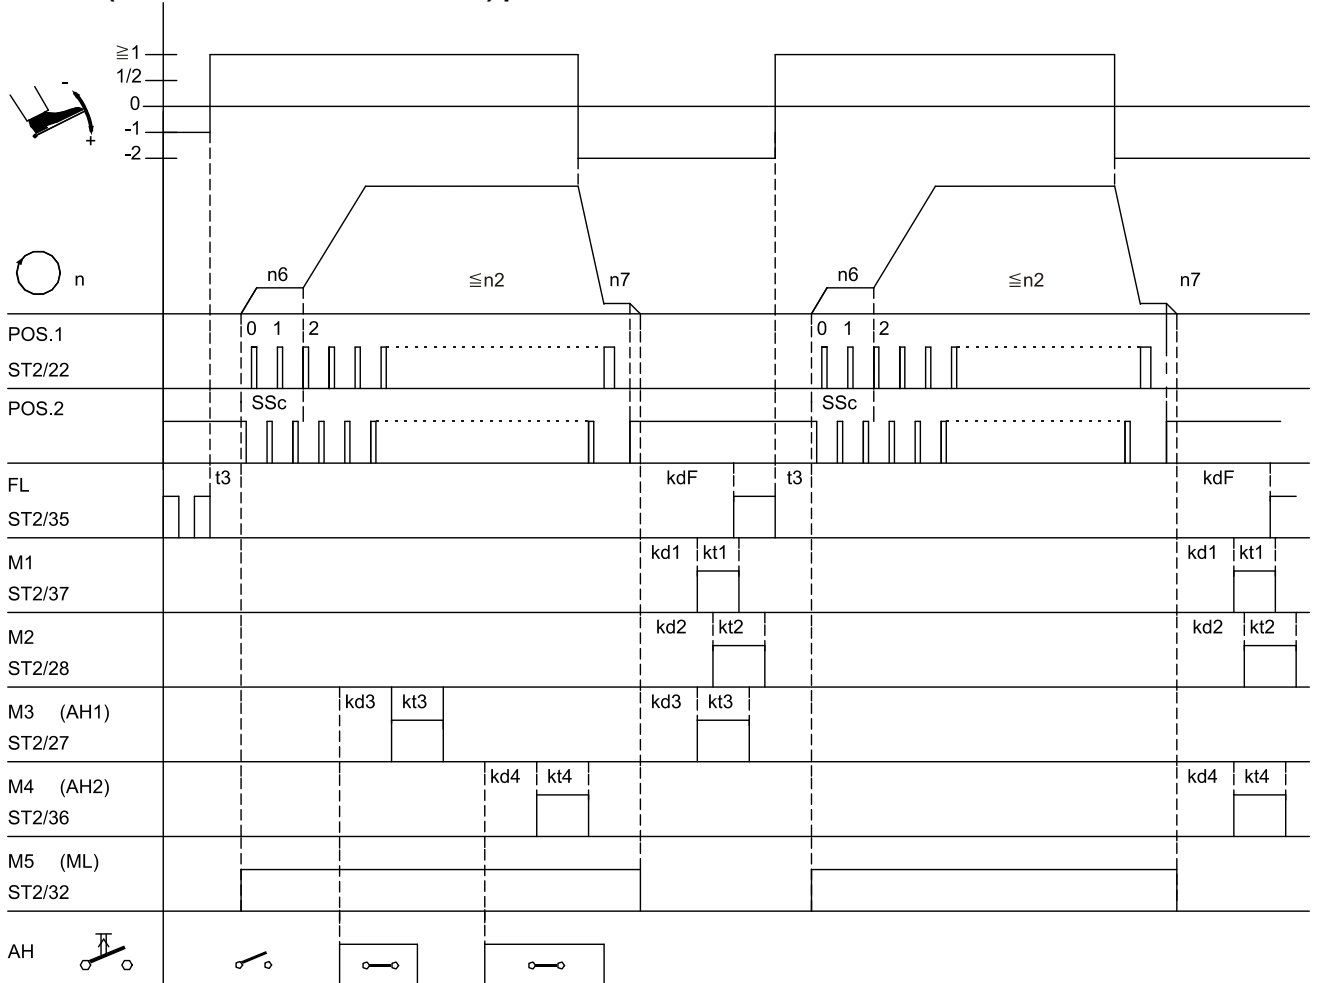 ≧1
1/2
0
-1
-2
-
+
n
n6 ≦n2 n7 n6 ≦n2 n7
POS.1
0 1 2 0 1 2
ST2/22
POS.2
SSc SSc
FL
t3 kdF t3 kdF
ST2/35
M1
kd1 kt1 kd1 kt1
ST2/37
M2
kd2 kt2 kd2 kt2
ST2/28
M3 (AH1)
kd3 kt3 kd3 kt3
ST2/27
M4 (AH2)
kd4 kt4 kd4 kt4
ST2/36
M5 (ML)
ST2/32
AH